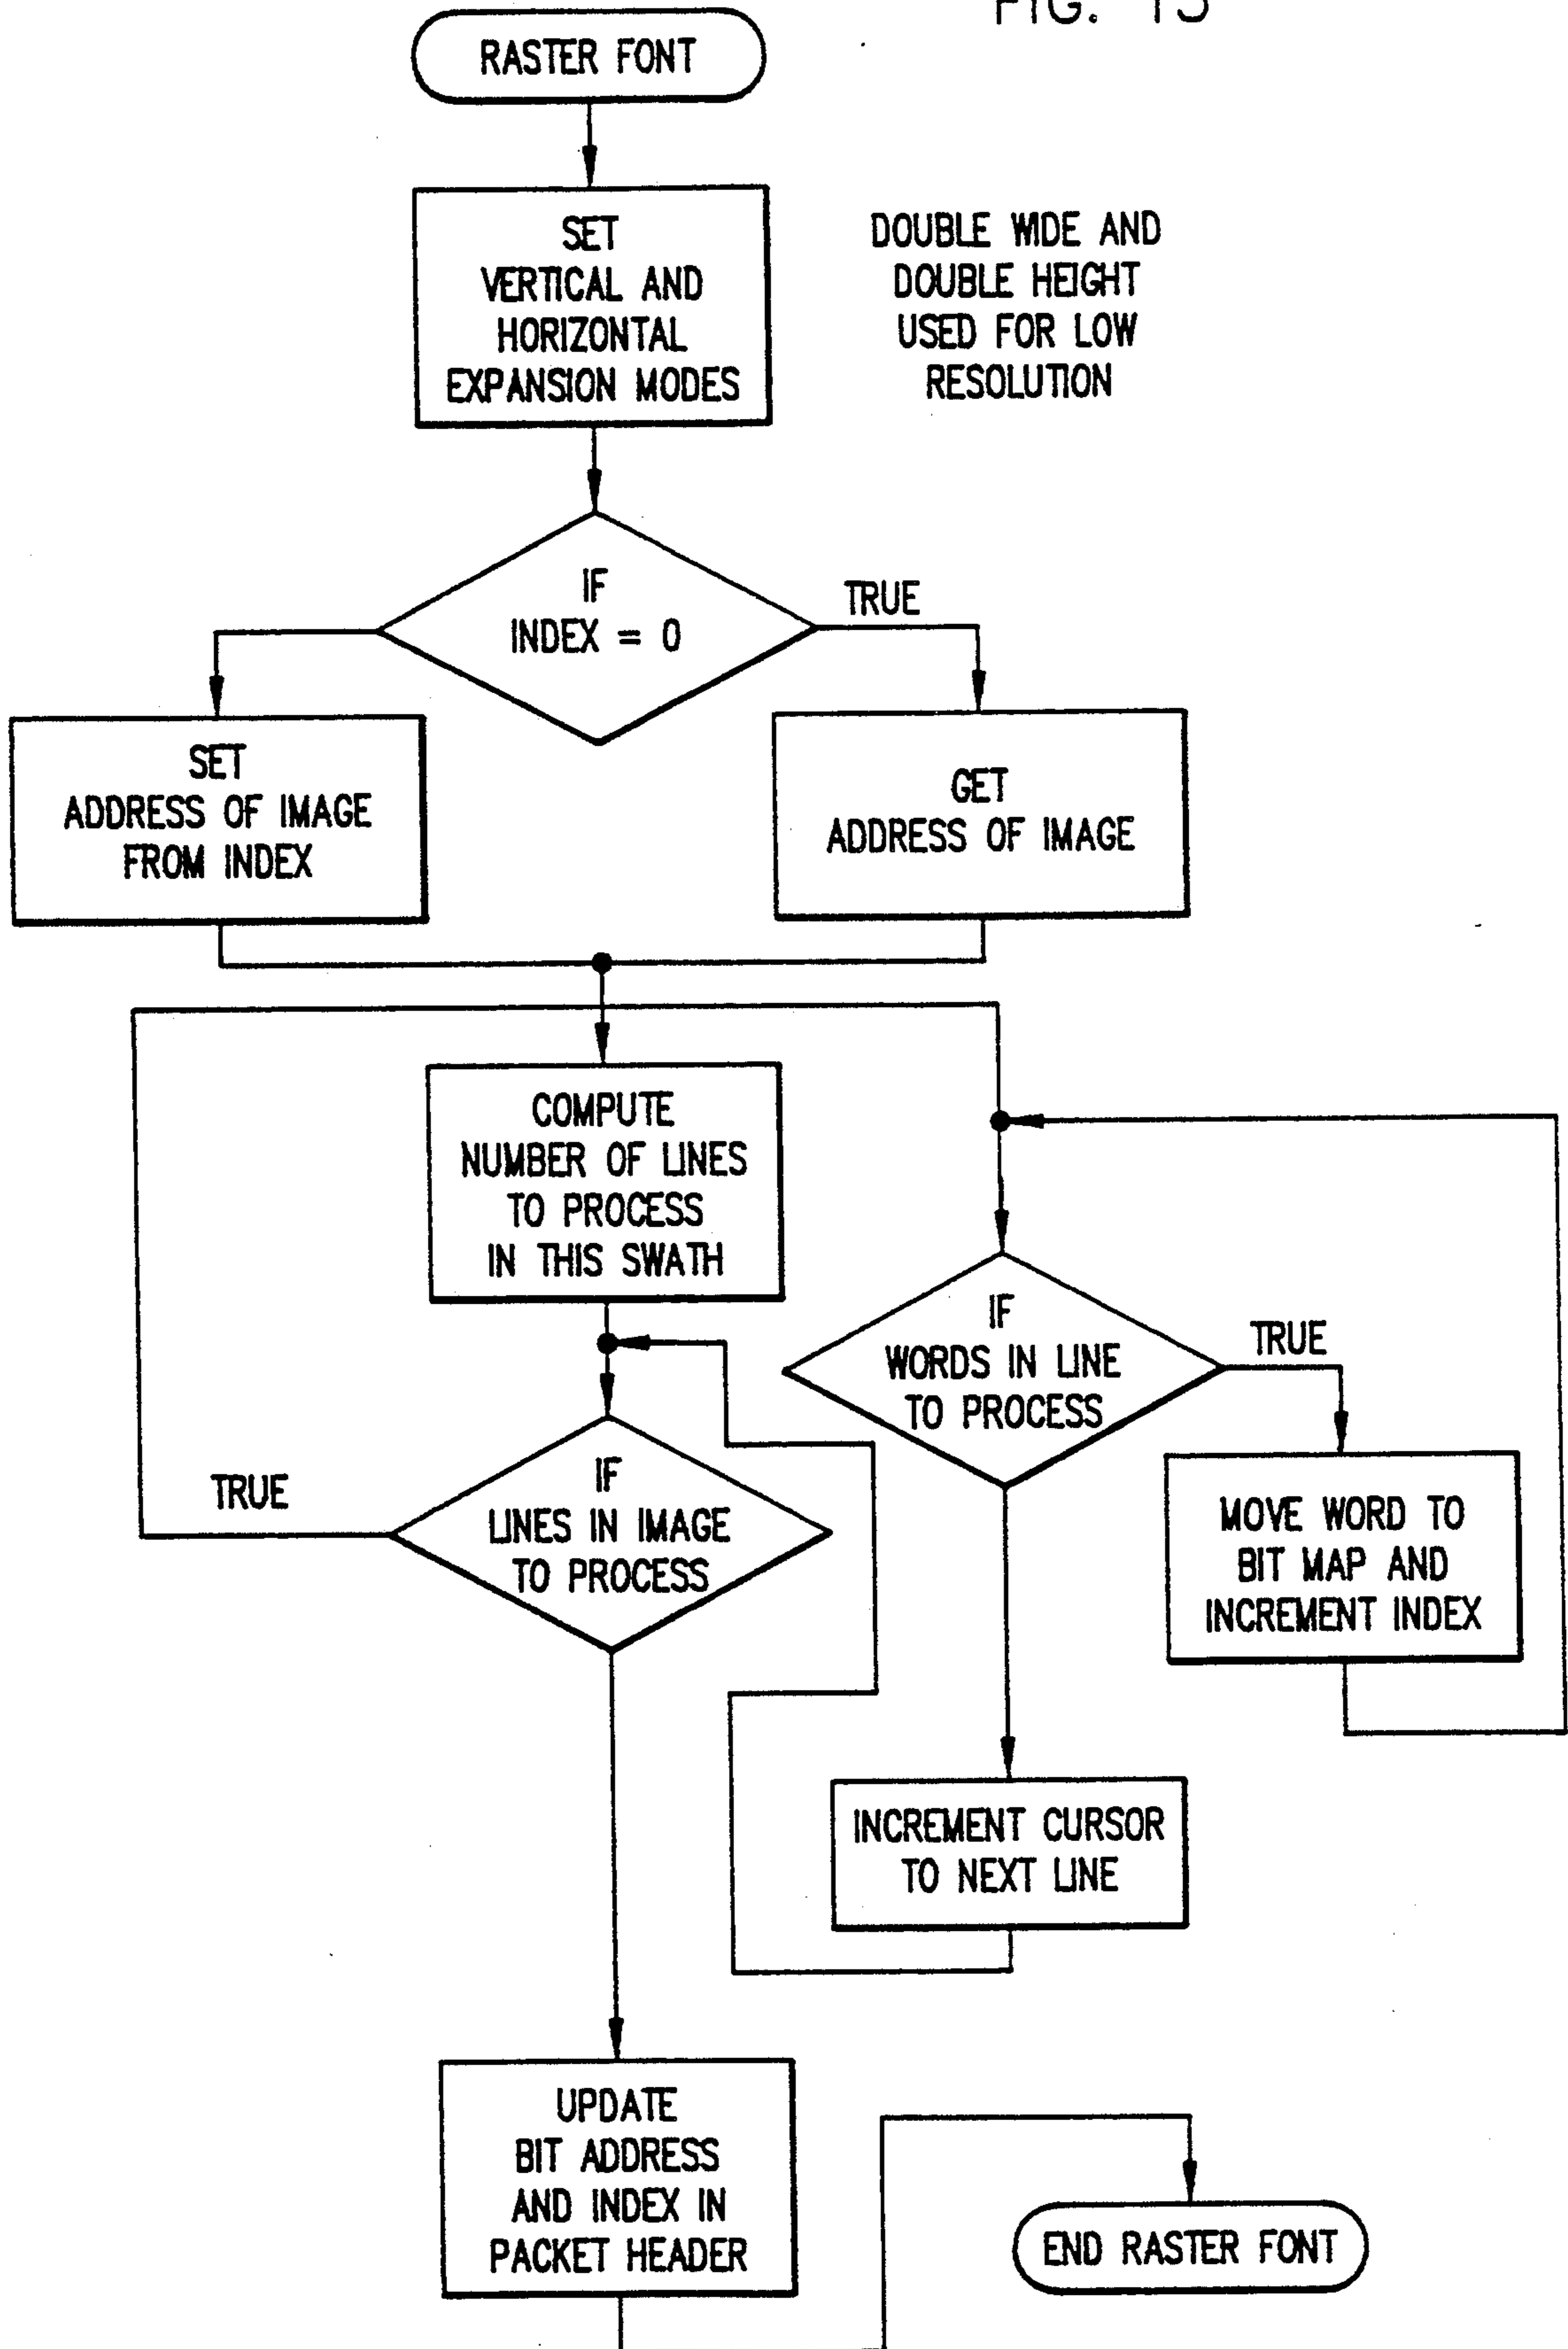 FIG. 13
RASTER FONT
SET
VERTICAL AND
HORIZONTAL
EXPANSION MODES
DOUBLE WIDE AND
DOUBLE HEIGHT
USED FOR LOW
RESOLUTION
IF
INDEX = 0
TRUE
SET
ADDRESS OF IMAGE
FROM INDEX
GET
ADDRESS OF IMAGE
COMPUTE
NUMBER OF LINES
TO PROCESS
IN THIS SWATH
IF
WORDS IN LINE
TO PROCESS
TRUE
IF
LINES IN IMAGE
TO PROCESS
TRUE
MOVE WORD TO
BIT MAP AND
INCREMENT INDEX
INCREMENT CURSOR
TO NEXT LINE
UPDATE
BIT ADDRESS
AND INDEX IN
PACKET HEADER
END RASTER FONT